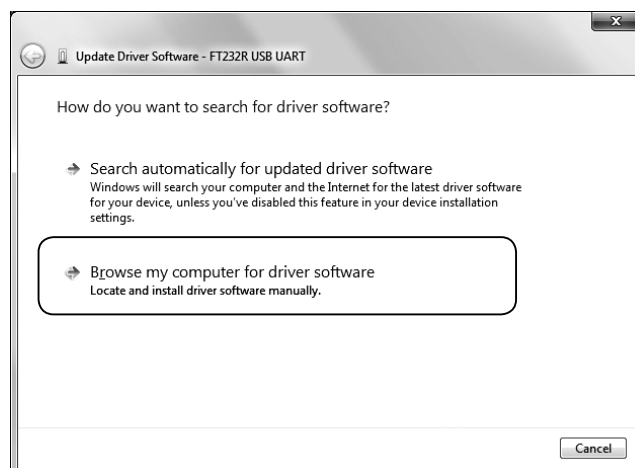 X
Update Driver Software - FT232R USB UART
How do you want to search for driver software?
Search automatically for updated driver software
Windows will search your computer and the Internet for the latest driver software
for your device, unless you've disabled this feature in your device installation
settings.
Browse my computer for driver software
Locate and install driver software manually.
Cancel